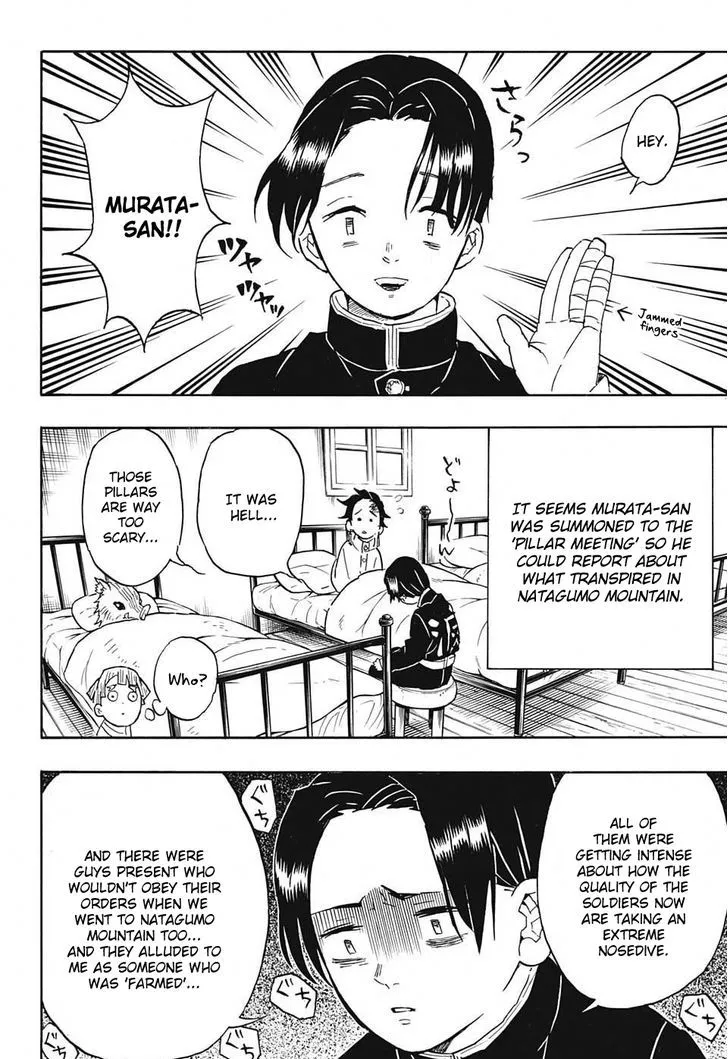 HEY.
さらっ
MURATA-
SAN!!
ツヤ
ツヤッ
Jammed
fingers
IT SEEMS MURATA-SAN
WAS SUMMONED TO THE
'PILLAR MEETING' SO HE
COULD REPORT ABOUT
WHAT TRANSPIRED IN
NATAGUMO MOUNTAIN.
どよ〜ん
IT WAS
HELL...
THOSE
PILLARS
ARE WAY
TOO
SCARY...
Who?
ALL OF
THEM WERE
GETTING INTENSE
ABOUT HOW THE
QUALITY OF THE
SOLDIERS NOW
ARE TAKING AN
EXTREME
NOSEDIVE.
ぐち
AND THERE WERE
GUYS PRESENT WHO
WOULDN'T OBEY THEIR
ORDERS WHEN WE
WENT TO NATAGUMO
MOUNTAIN TOO...
AND THEY ALLUDED TO
ME AS SOMEONE WHO
WAS 'FARMED'...
ぐち
ぐち
ぐち